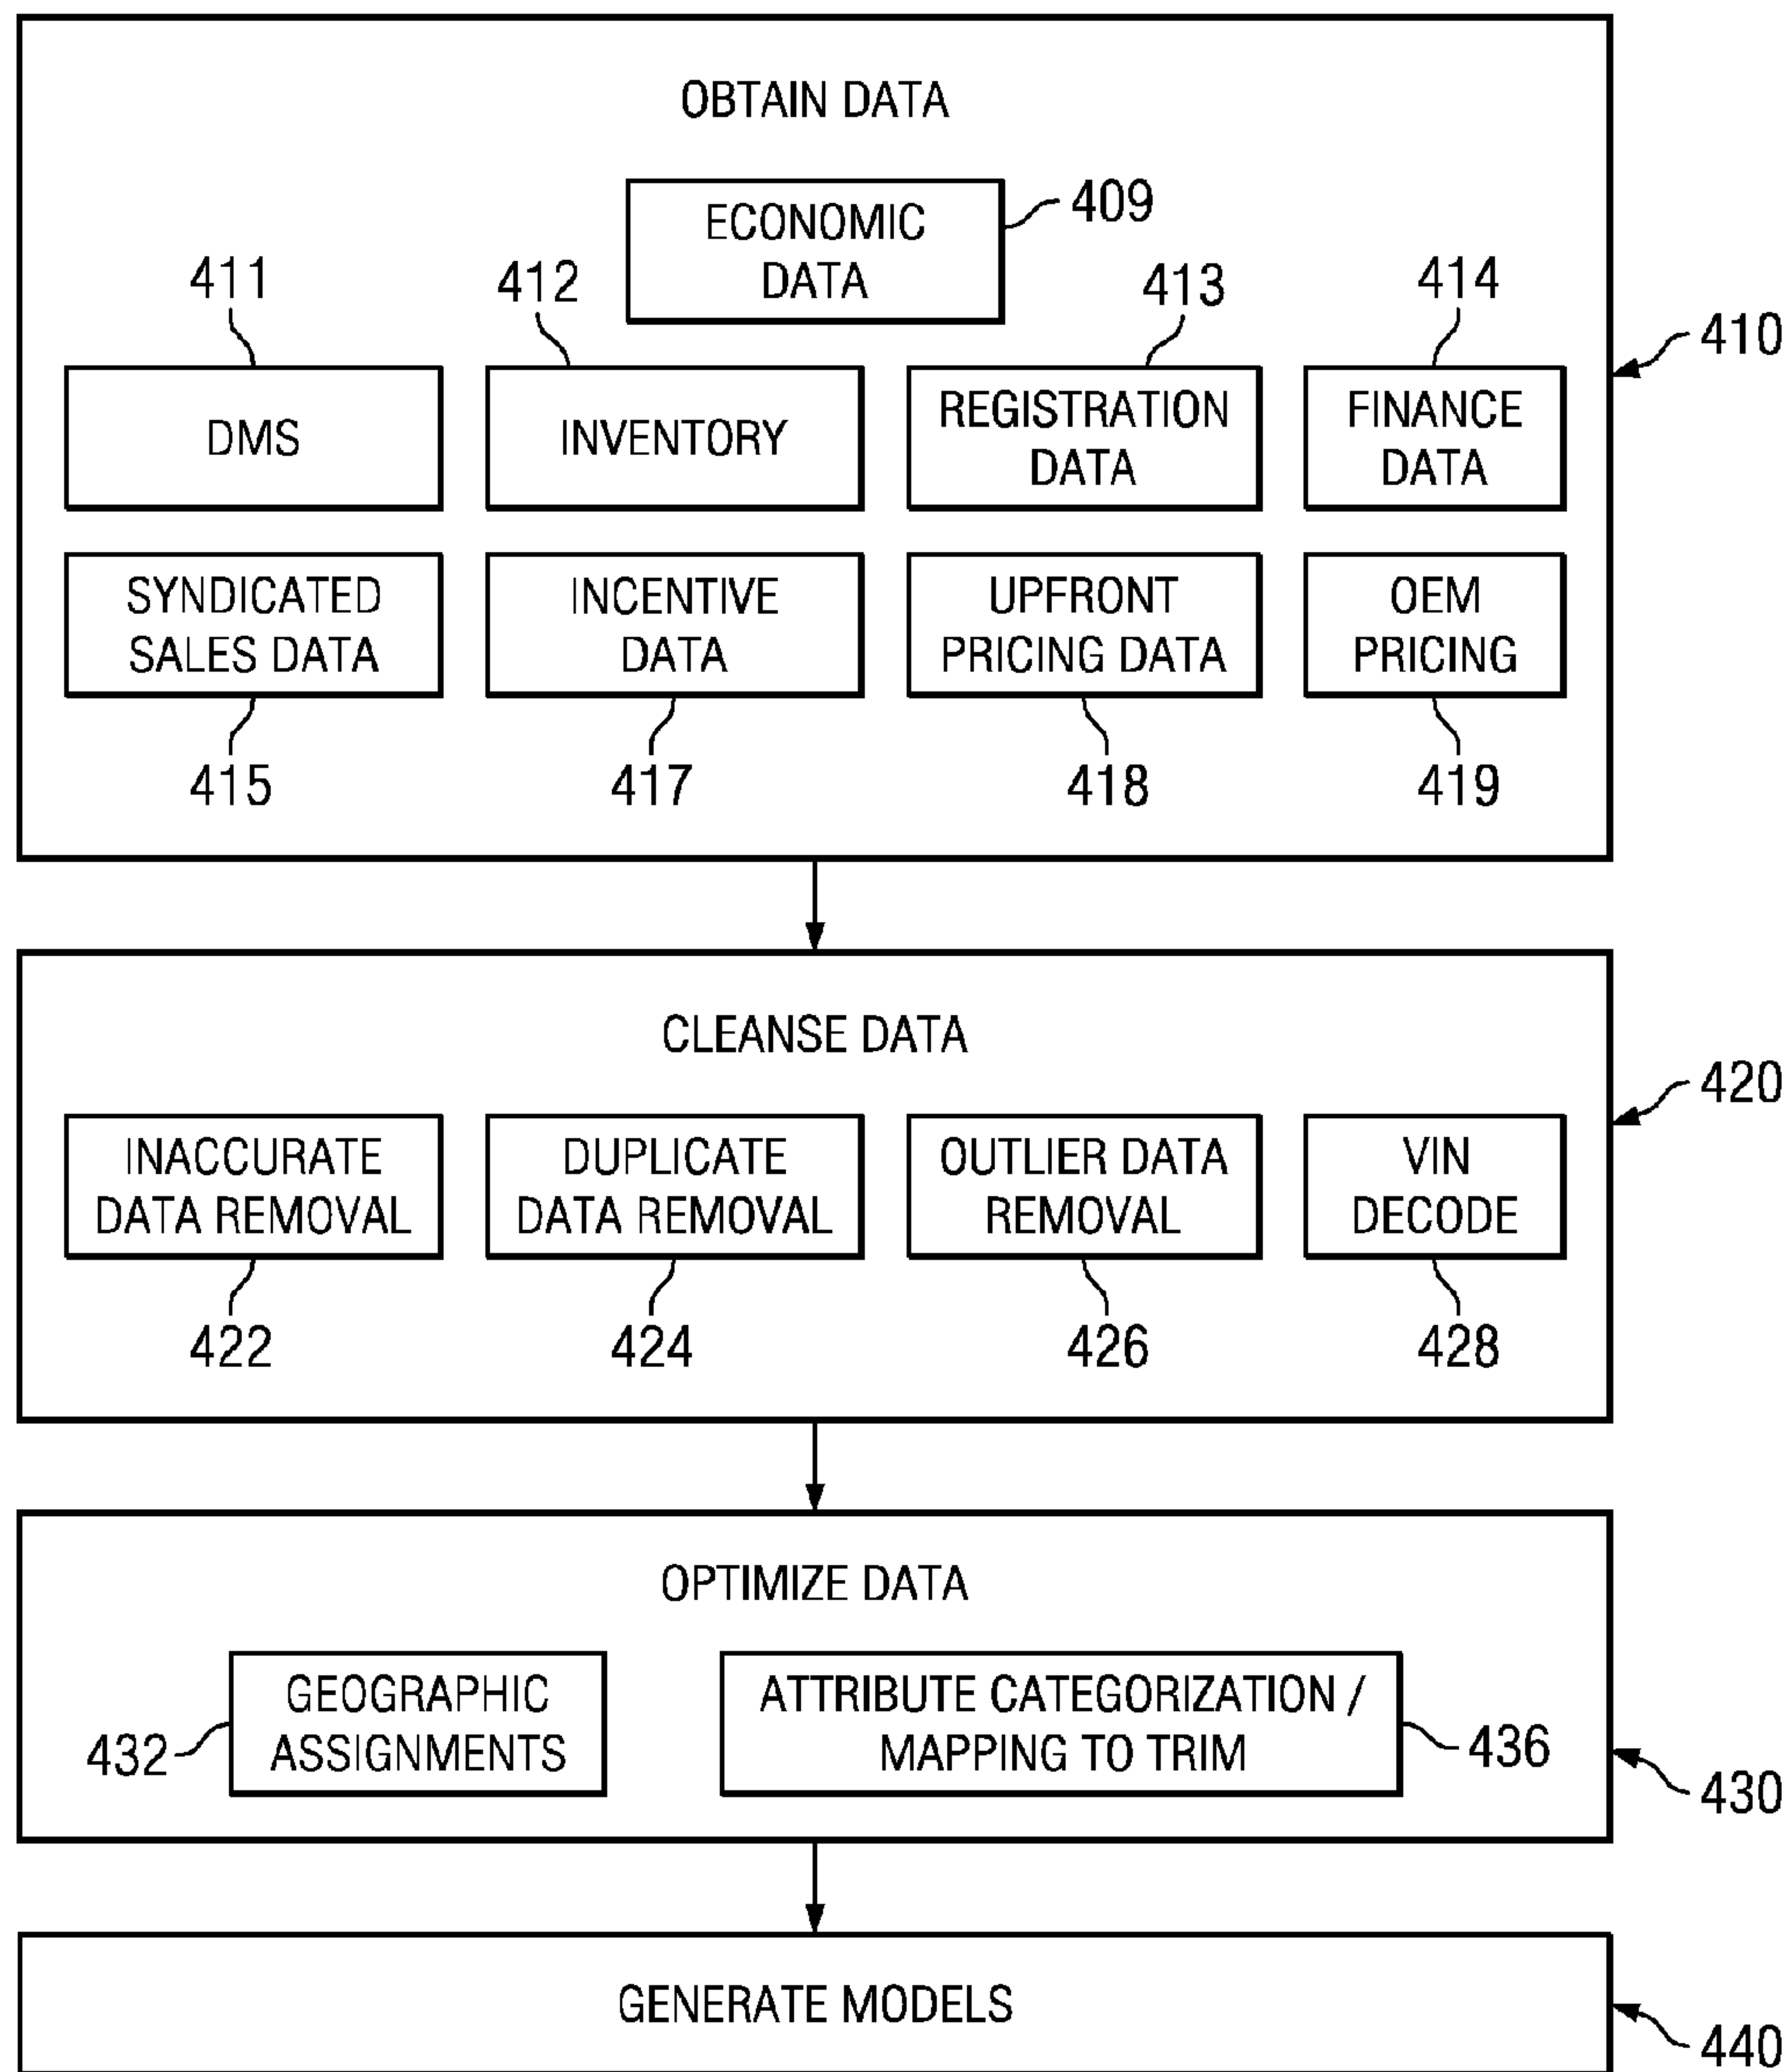 OBTAIN DATA
ECONOMIC
DATA
409
411
412
413
414
410
DMS
INVENTORY
REGISTRATION
DATA
FINANCE
DATA
SYNDICATED
SALES DATA
INCENTIVE
DATA
UPFRONT
PRICING DATA
OEM
PRICING
415
417
418
419
CLEANSE DATA
420
INACCURATE
DATA REMOVAL
DUPLICATE
DATA REMOVAL
OUTLIER DATA
REMOVAL
VIN
DECODE
422
424
426
428
OPTIMIZE DATA
432
GEOGRAPHIC
ASSIGNMENTS
ATTRIBUTE CATEGORIZATION /
MAPPING TO TRIM
436
430
GENERATE MODELS
440